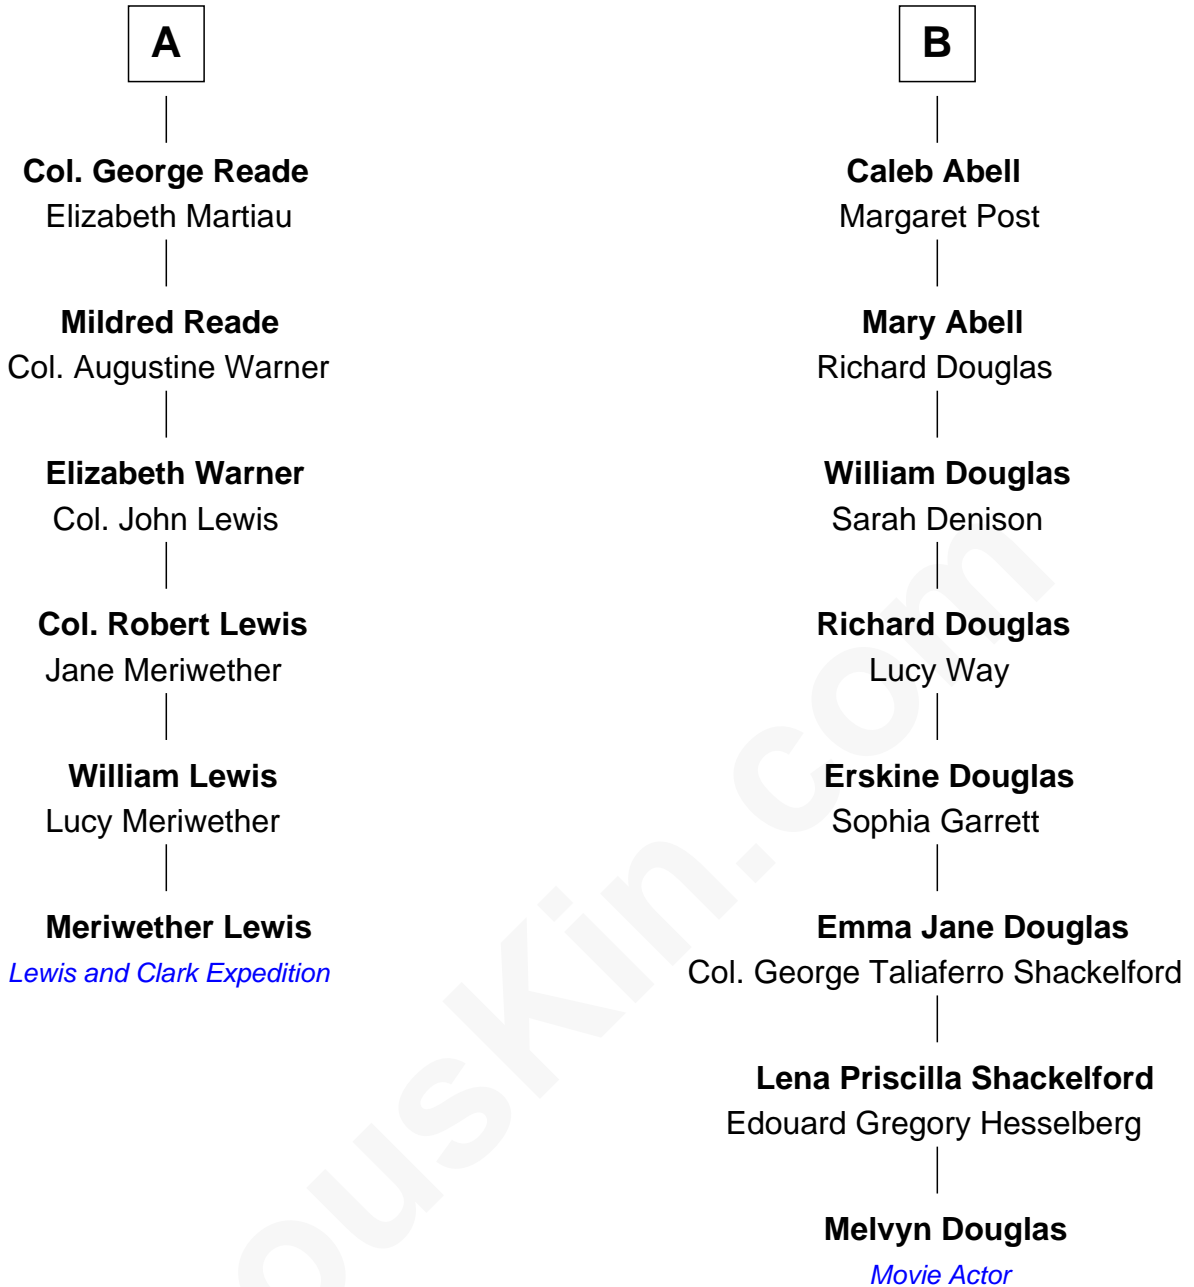 A
Col. George Reade
Elizabeth Martiau
Mildred Reade
Col. Augustine Warner
Elizabeth Warner
Col. John Lewis
Col. Robert Lewis
Jane Meriwether
William Lewis
Lucy Meriwether
Meriwether Lewis
Lewis and Clark Expedition
B
Caleb Abell
Margaret Post
Mary Abell
Richard Douglas
William Douglas
Sarah Denison
Richard Douglas
Lucy Way
Erskine Douglas
Sophia Garrett
Emma Jane Douglas
Col. George Taliaferro Shackelford
Lena Priscilla Shackelford
Edouard Gregory Hesselberg
Melvyn Douglas
Movie Actor
ousKin.com